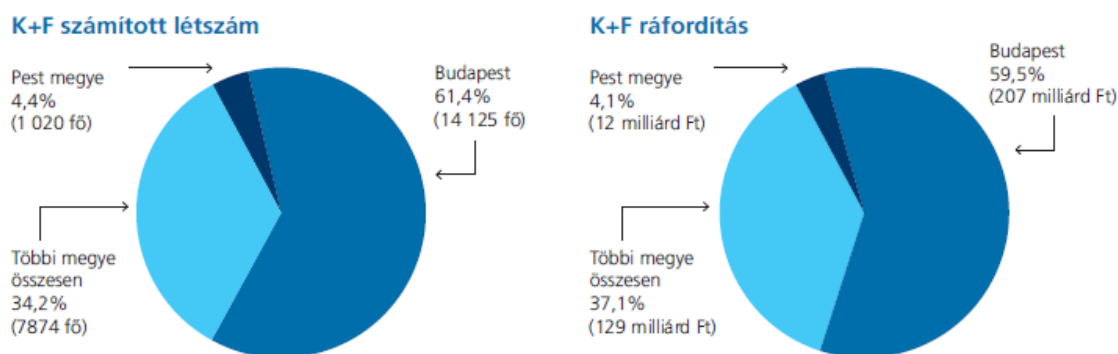 K+F számított létszám
Pest megye
4,4%
(1 020 fő)
Budapest
61,4%
(14 125 fő)
Többi megye
összesen
34,2%
(7874 fő)
K+F ráfordítás
Pest megye
4,1%
(12 milliárd Ft)
Budapest
59,5%
(207 milliárd Ft)
Többi megye
összesen
37,1%
(129 milliárd Ft)